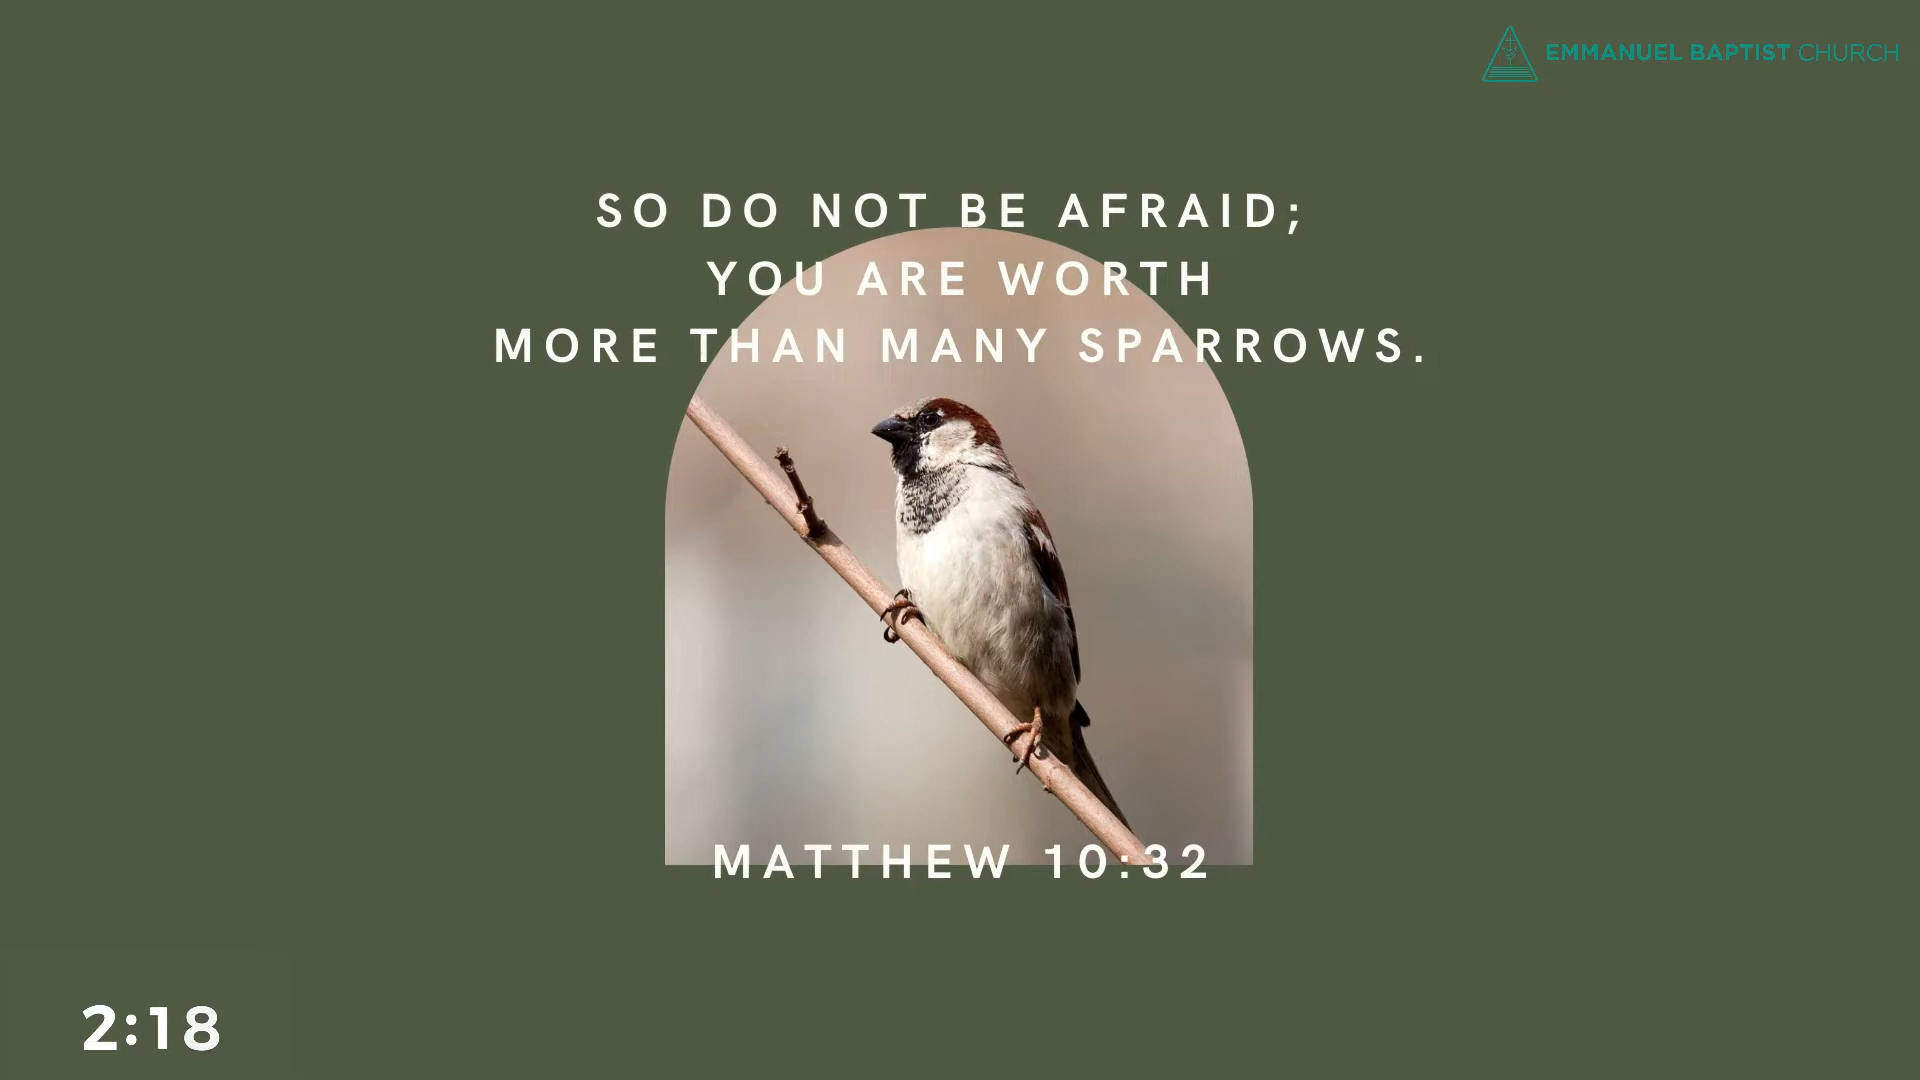 EMMANUEL BAPTIST CHURCH
SO DO NOT BE AFRAID;
YOU ARE WORTH
MORE THAN MANY SPARROWS.
MATTHEW 10:32
2:18